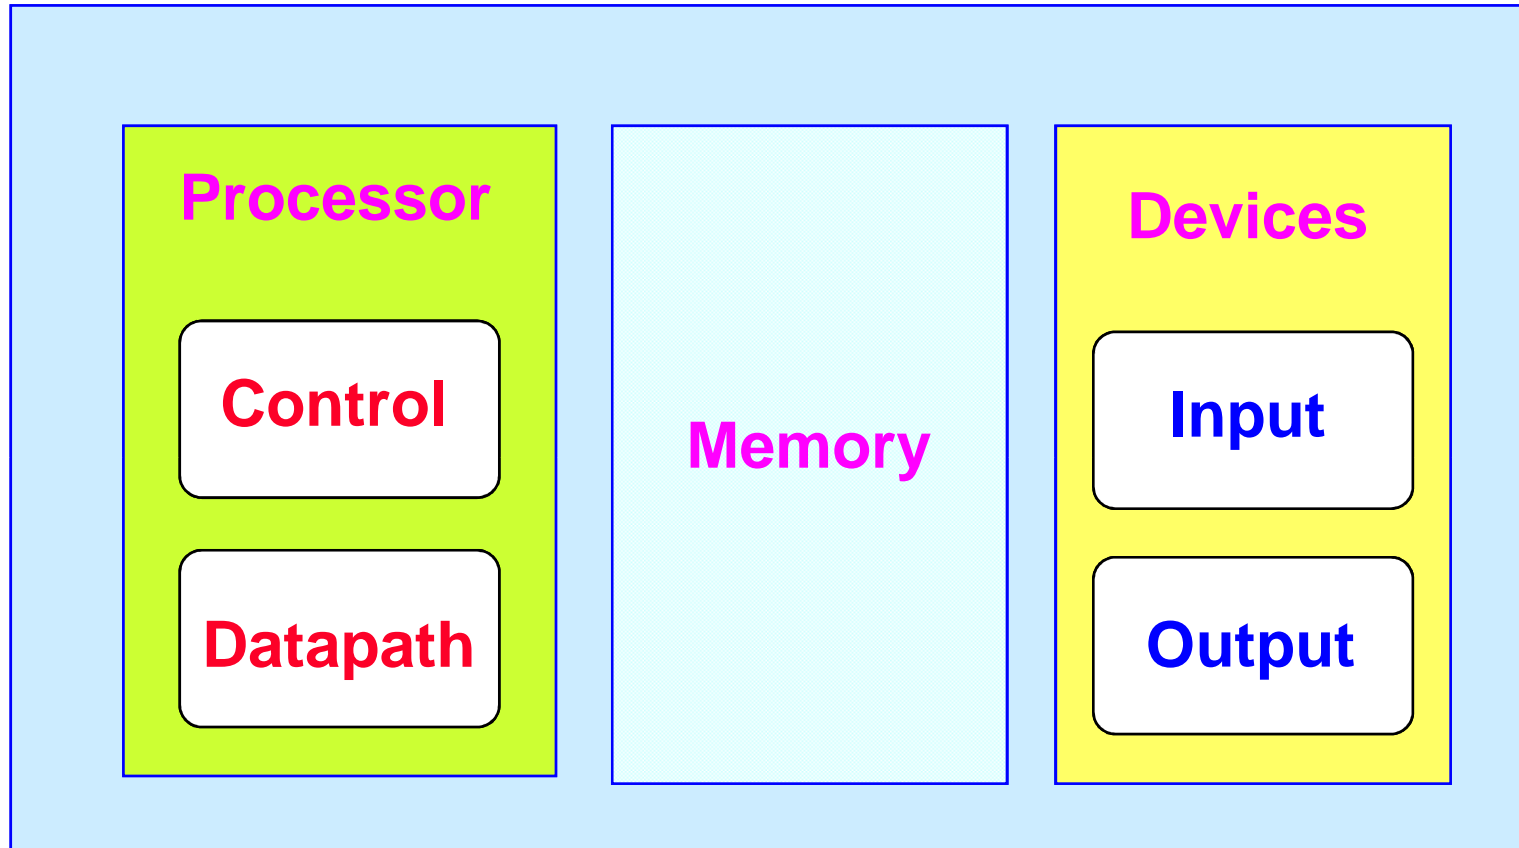 Processor
Control
Datapath
Memory
Devices
Input
Output